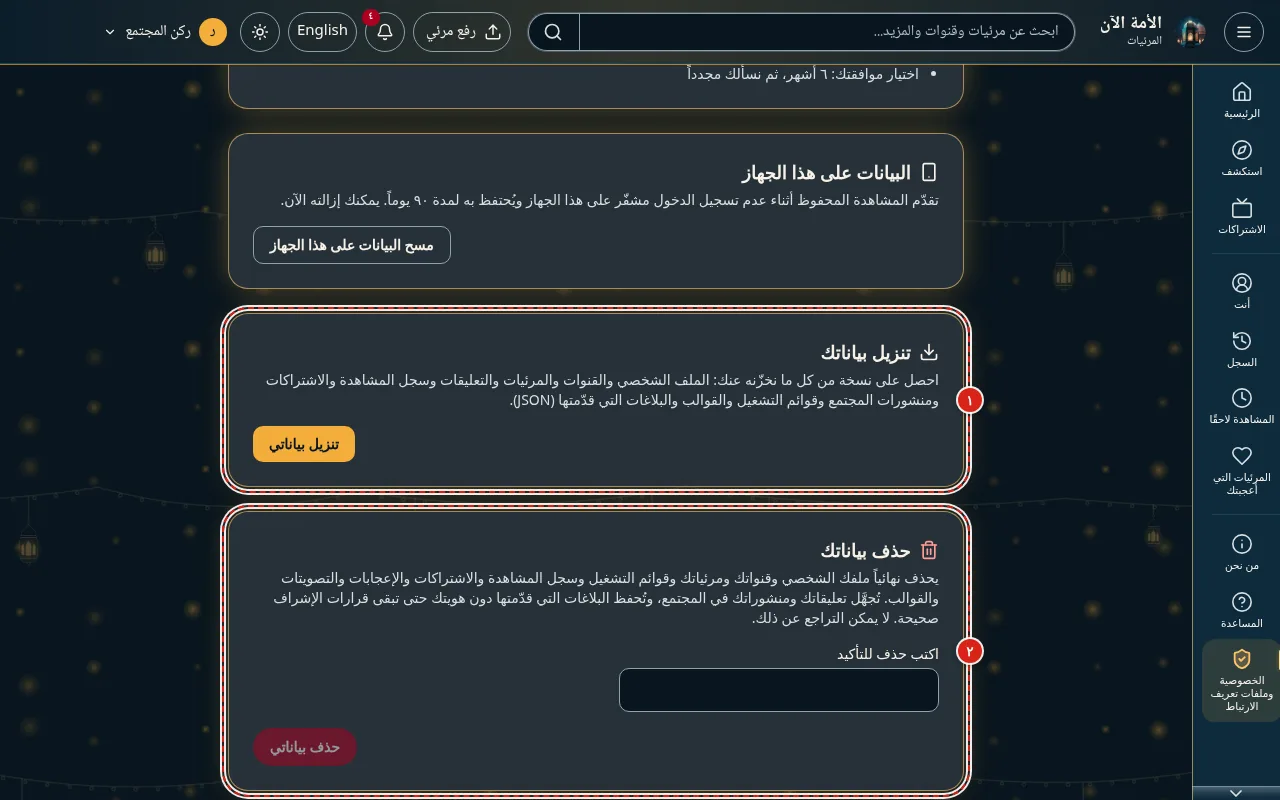 الأمة الآن
المرئيات
ابحث عن مرئيات وقنوات والمزيد...
رفع مرئي
٤
English
د
ركن المجتمع
الرئيسية
استكشف
الاشتراكات
أنت
السجل
المشاهدة لاحقًا
المرئيات التي
أعجبتك
من نحن
المساعدة
الخصوصية
وملفات تعريف
الارتباط
• اختيار موافقتك: ٦ أشهر، ثم نسألك مجدداً
البيانات على هذا الجهاز
تقدّم المشاهدة المحفوظ أثناء عدم تسجيل الدخول مشفّر على هذا الجهاز ويُحتفظ به لمدة ٩٠ يوماً. يمكنك إزالته الآن.
مسح البيانات على هذا الجهاز
تنزيل بياناتك
احصل على نسخة من كل ما نخزّنه عنك: الملف الشخصي والقنوات والمرئيات والتعليقات وسجل المشاهدة والاشتراكات
ومنشورات المجتمع وقوائم التشغيل والقوالب والبلاغات التي قدّمتها (JSON).
١
تنزيل بياناتي
حذف بياناتك
يحذف نهائياً ملفك الشخصي وقنواتك ومرئياتك وقوائم التشغيل وسجل المشاهدة والاشتراكات والإعجابات والتصويتات
والقوالب. تُجهَّل تعليقاتك ومنشوراتك في المجتمع، وتُحفظ البلاغات التي قدّمتها دون هويتك حتى تبقى قرارات الإشراف
صحيحة. لا يمكن التراجع عن ذلك.
٢
اكتب حذف للتأكيد
حذف بياناتي